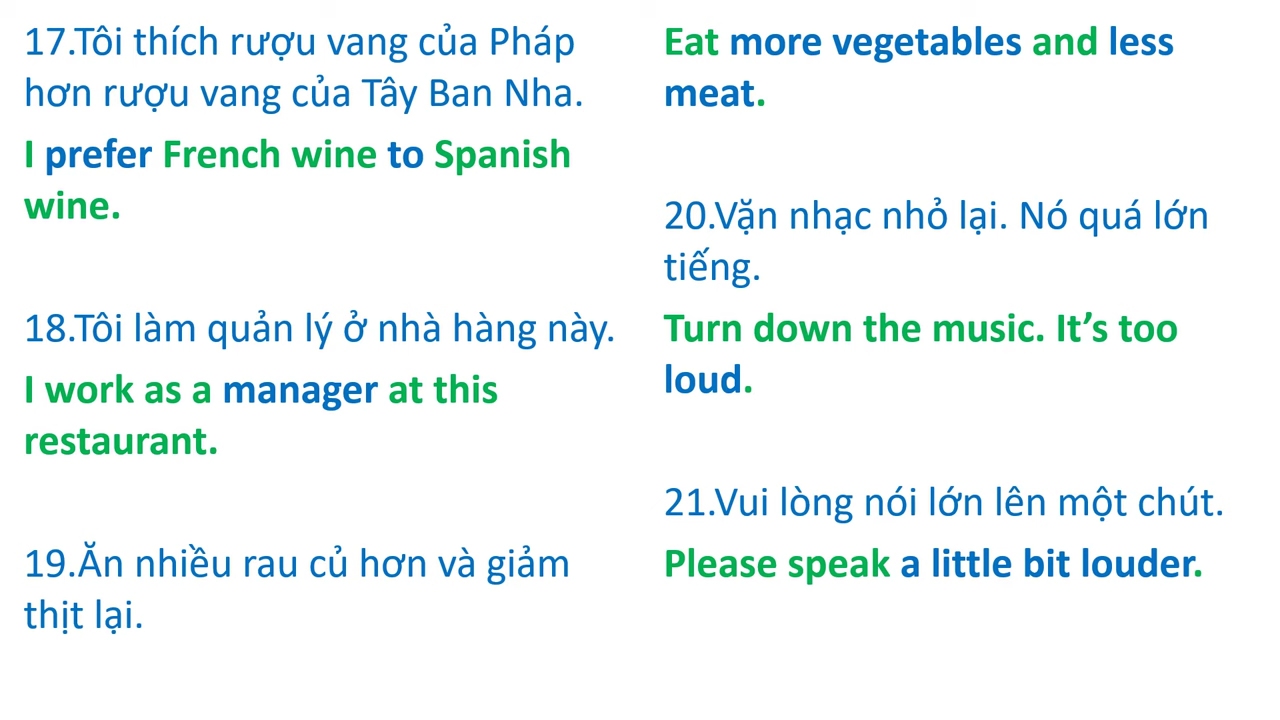 17.Tôi thích rượu vang của Pháp
hơn rượu vang của Tây Ban Nha.
I prefer French wine to Spanish
wine.
18.Tôi làm quản lý ở nhà hàng này.
I work as a manager at this
restaurant.
19.Ăn nhiều rau củ hơn và giảm
thịt lại.
Eat more vegetables and less
meat.
20.Vặn nhạc nhỏ lại. Nó quá lớn
tiếng.
Turn down the music. It’s too
loud.
21.Vui lòng nói lớn lên một chút.
Please speak a little bit louder.